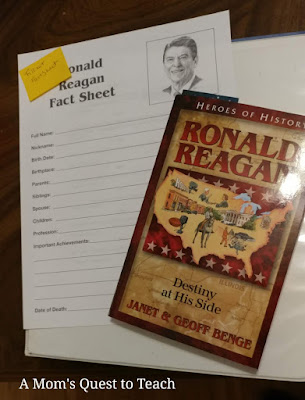 Ronald
Reagan
Fact Sheet
Full Name:
Nickname:
Birth Date:
Birthplace:
Parents:
Siblings:
Spouse:
Children:
Profession:
Important Achievements:
Date of Death:
HEROES OF HISTORY
RONALD
REAGAN
Destiny
at His Side
JANET & GEOFF BENGE
A Mom's Quest to Teach